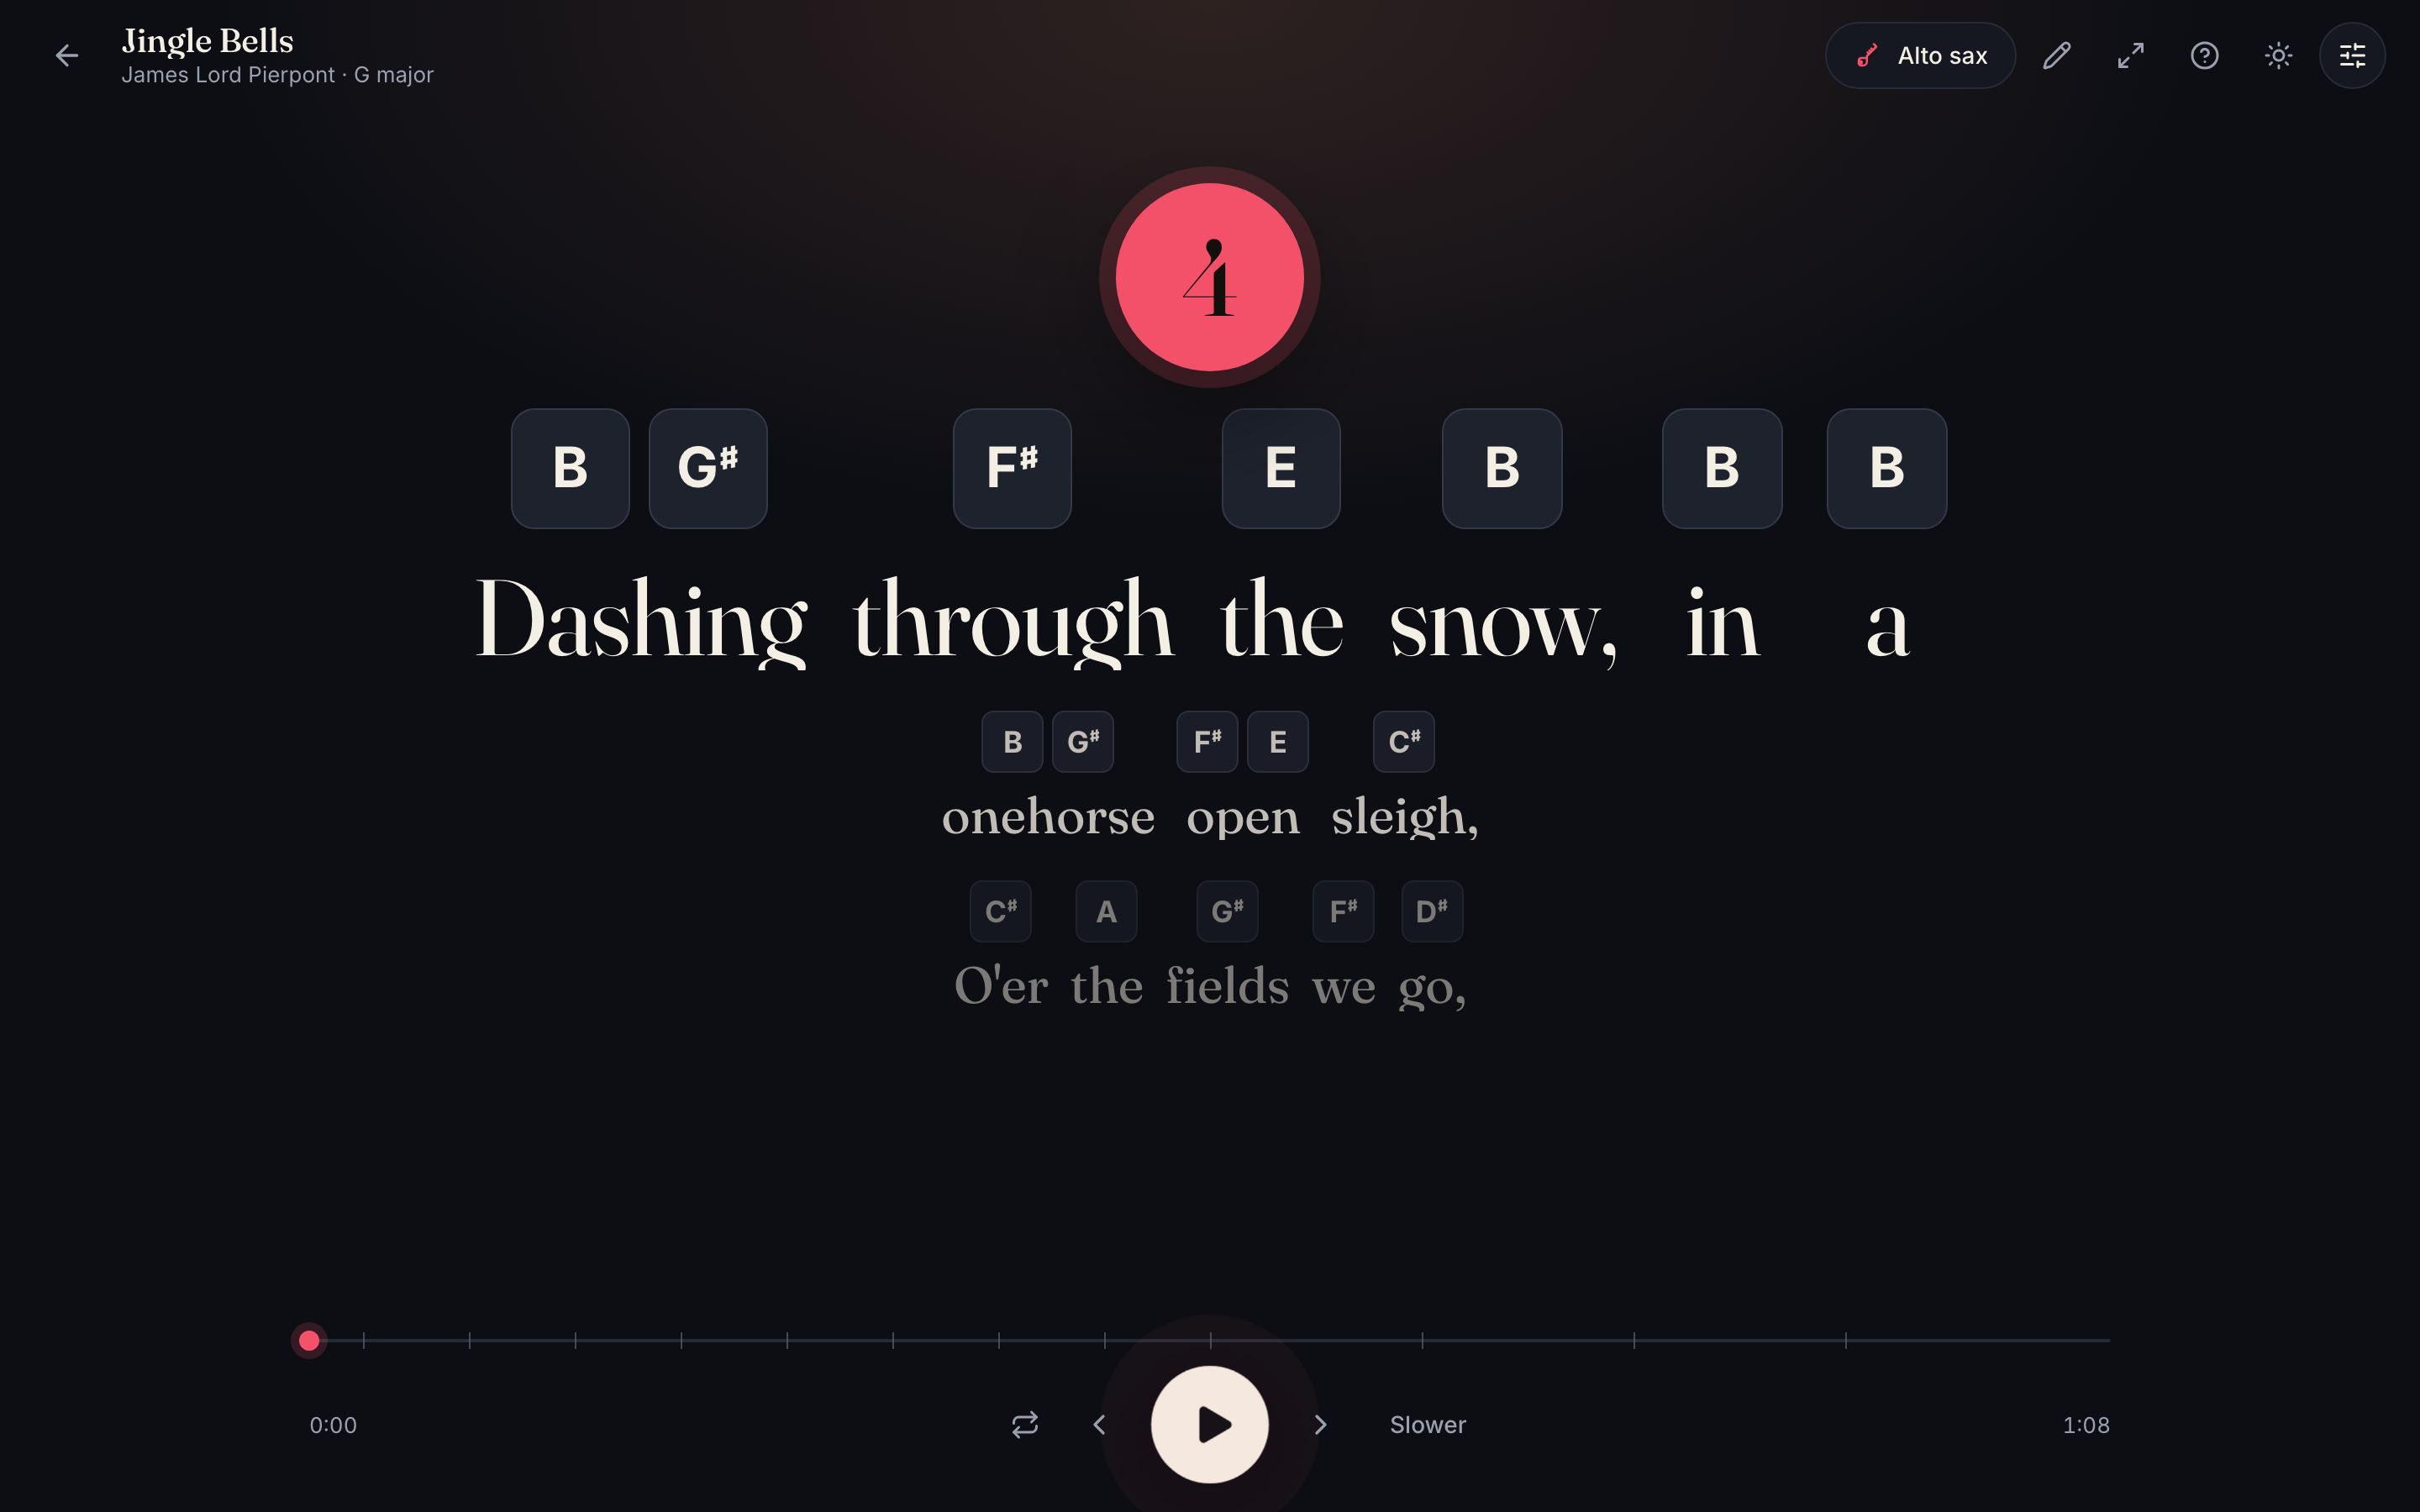 Jingle Bells
James Lord Pierpont · G major
Alto sax
4
B G# F# E B B B
Dashing through the snow, in a
B G# F# E C#
onehorse open sleigh,
C# A G# F# D#
O'er the fields we go,
0:00 Slower 1:08